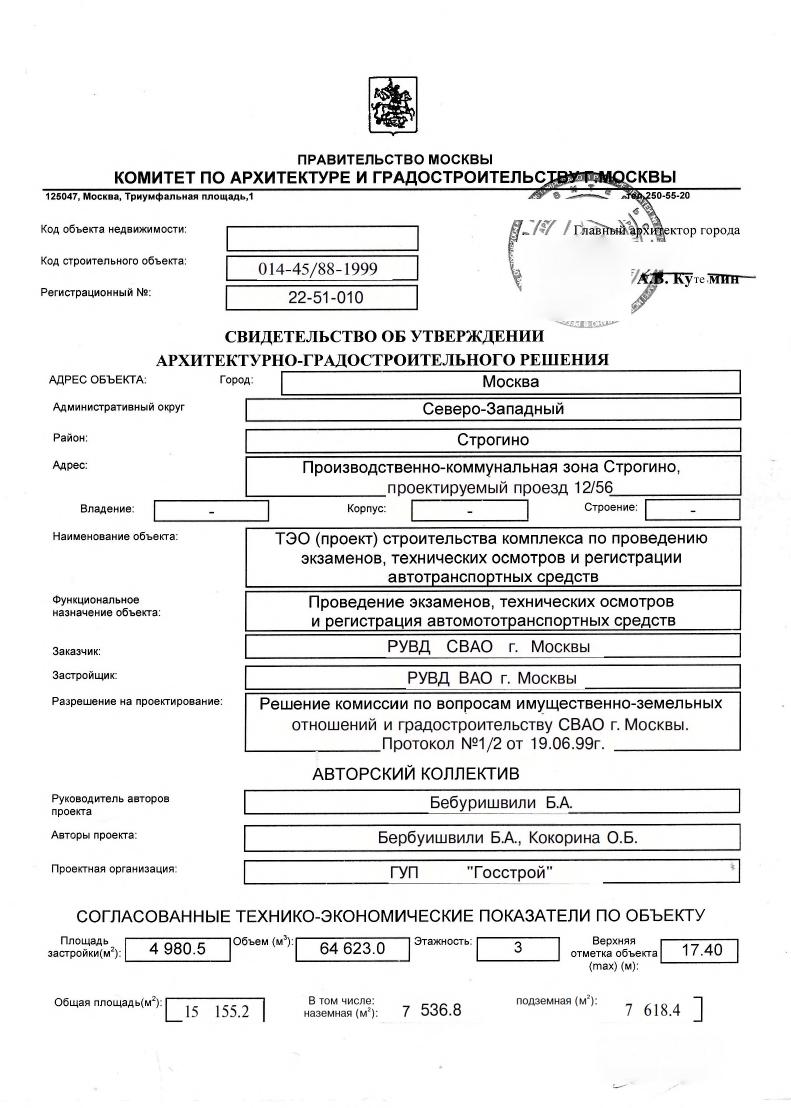 ПРАВИТЕЛЬСТВО МОСКВЫ
КОМИТЕТ ПО АРХИТЕКТУРЕ И ГРАДОСТРОИТЕЛЬСТВУ Г.МОСКВЫ
125047, Москва, Триумфальная площадь,1 тел.250-55-20
Код объекта недвижимости:
Главный архитектор города
Код строительного объекта: 014-45/88-1999
А.В. Кутемин
Регистрационный №: 22-51-010
СВИДЕТЕЛЬСТВО ОБ УТВЕРЖДЕНИИ
АРХИТЕКТУРНО-ГРАДОСТРОИТЕЛЬНОГО РЕШЕНИЯ
АДРЕС ОБЪЕКТА: Город: Москва
Административный округ Северо-Западный
Район: Строгино
Адрес: Производственно-коммунальная зона Строгино,
проектируемый проезд 12/56
Владение: - Корпус: - Строение: -
Наименование объекта: ТЭО (проект) строительства комплекса по проведению
экзаменов, технических осмотров и регистрации
автотранспортных средств
Функциональное
назначение объекта:
Проведение экзаменов, технических осмотров
и регистрация автомототранспортных средств
Заказчик: РУВД СВАО г. Москвы
Застройщик: РУВД ВАО г. Москвы
Разрешение на проектирование: Решение комиссии по вопросам имущественно-земельных
отношений и градостроительству СВАО г. Москвы.
Протокол №1/2 от 19.06.99г.
АВТОРСКИЙ КОЛЛЕКТИВ
Руководитель авторов
проекта
Бебуришвили Б.А.
Авторы проекта: Бербуишвили Б.А., Кокорина О.Б.
Проектная организация: ГУП "Госстрой"
СОГЛАСОВАННЫЕ ТЕХНИКО-ЭКОНОМИЧЕСКИЕ ПОКАЗАТЕЛИ ПО ОБЪЕКТУ
Площадь
застройки(м²): 4 980.5 Объем (м³): 64 623.0 Этажность: 3 Верхняя
отметка объекта
(max) (м): 17.40
Общая площадь(м²): 15 155.2 В том числе:
наземная (м²): 7 536.8 подземная (м²): 7 618.4